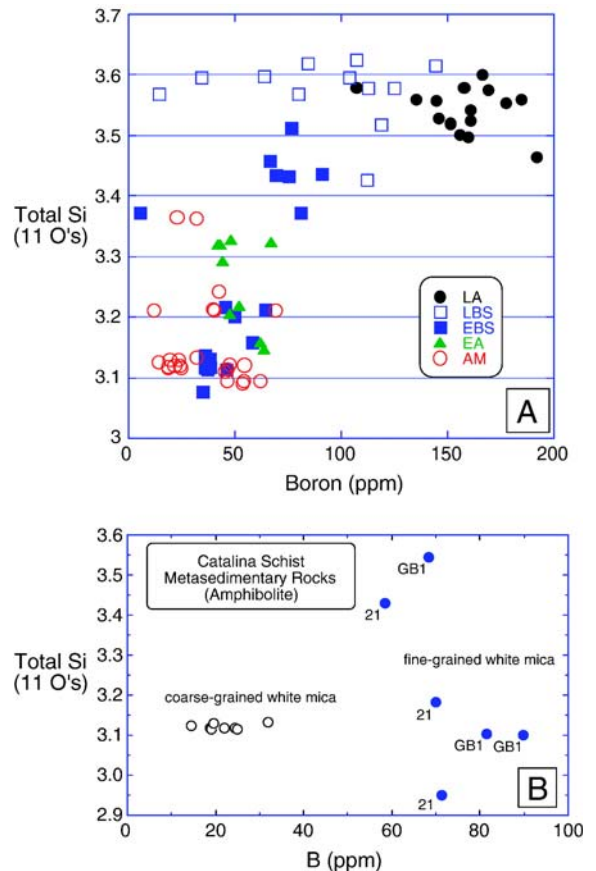 3.7
3.6
3.5
3.4
3.3
3.2
3.1
3
Total Si
(11 O's)
LA
LBS
EBS
EA
AM
A
0 50 100 150 200
Boron (ppm)
3.6
3.5
3.4
3.3
3.2
3.1
3.0
2.9
Total Si
(11 O's)
Catalina Schist
Metasedimentary Rocks
(Amphibolite)
GB1
21
fine-grained white mica
coarse-grained white mica
21
GB1 GB1
21
B
0 20 40 60 80 100
B (ppm)